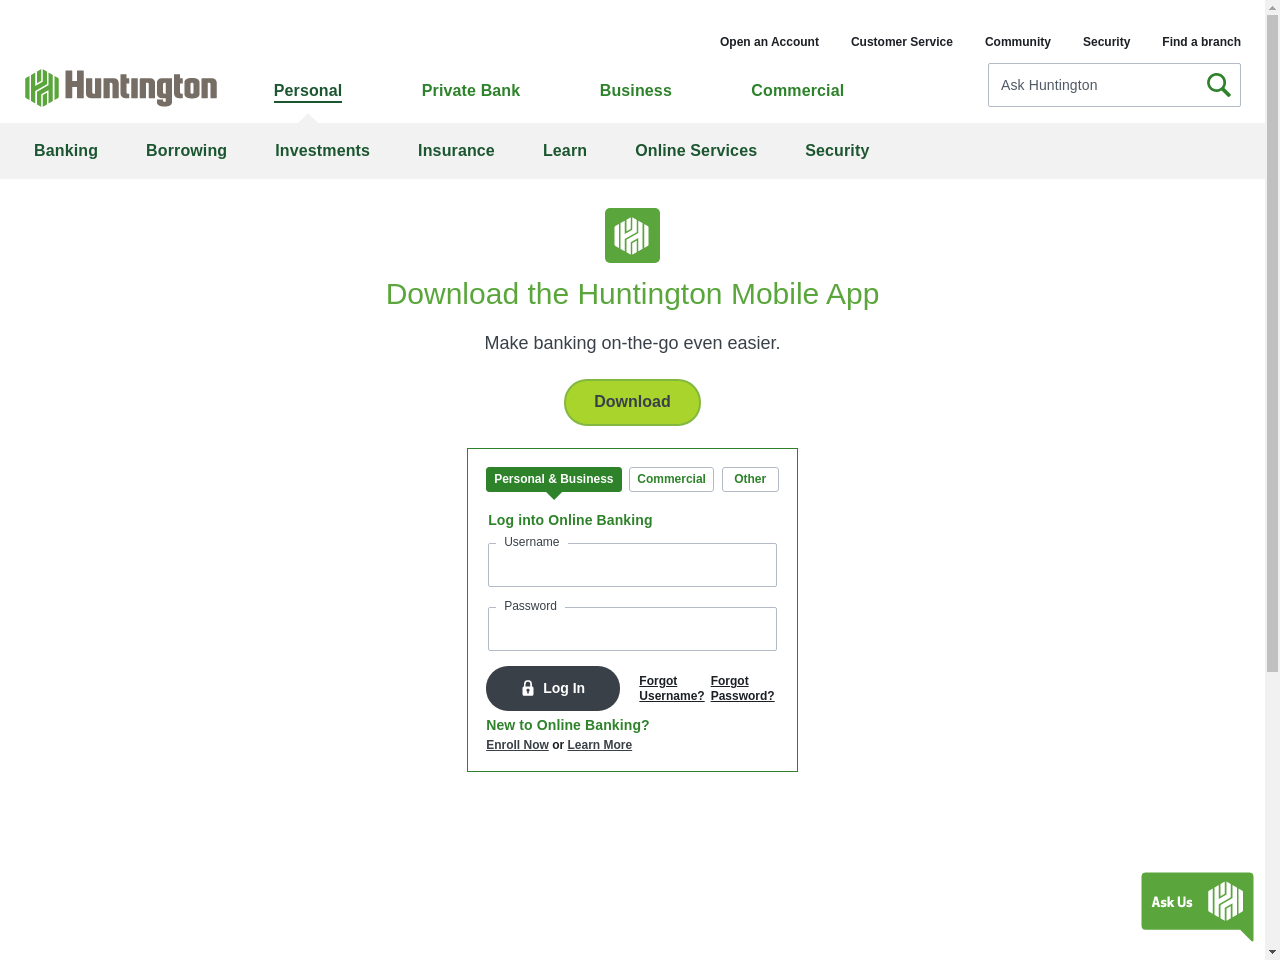 Open an Account Customer Service Community Security Find a branch
Huntington Personal Private Bank Business Commercial Ask Huntington
Banking Borrowing Investments Insurance Learn Online Services Security
Download the Huntington Mobile App
Make banking on-the-go even easier.
Download
Personal & Business Commercial Other
Log into Online Banking
Username
Password
Log In
Forgot Username?
Forgot Password?
New to Online Banking?
Enroll Now or Learn More
Ask Us